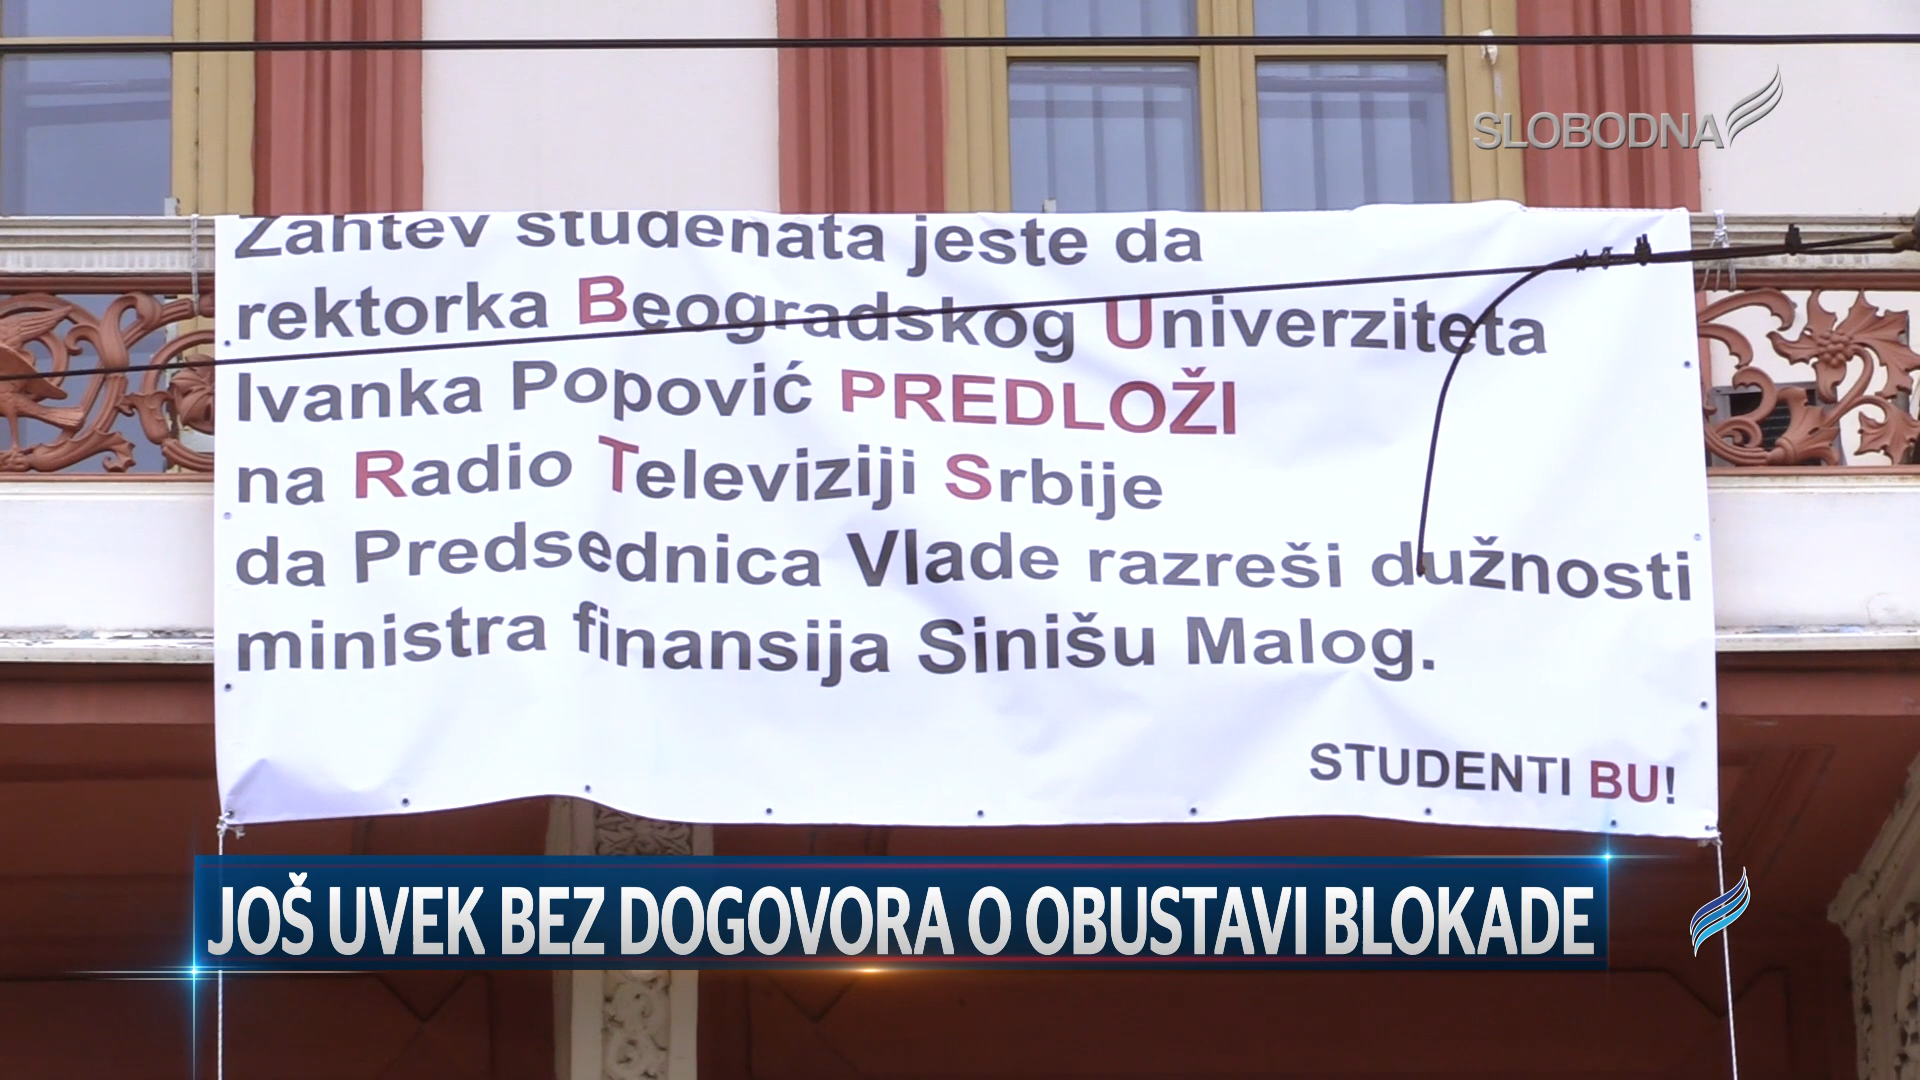 SLOBODNA
Zahtev studenata jeste da
rektorka Beogradskog Univerziteta
Ivanka Popović PREDLOŽI
na Radio Televiziji Srbije
da Predsednica Vlade razreši dužnosti
ministra finansija Sinišu Malog.
STUDENTI BU!
JOŠ UVEK BEZ DOGOVORA O OBUSTAVI BLOKADE